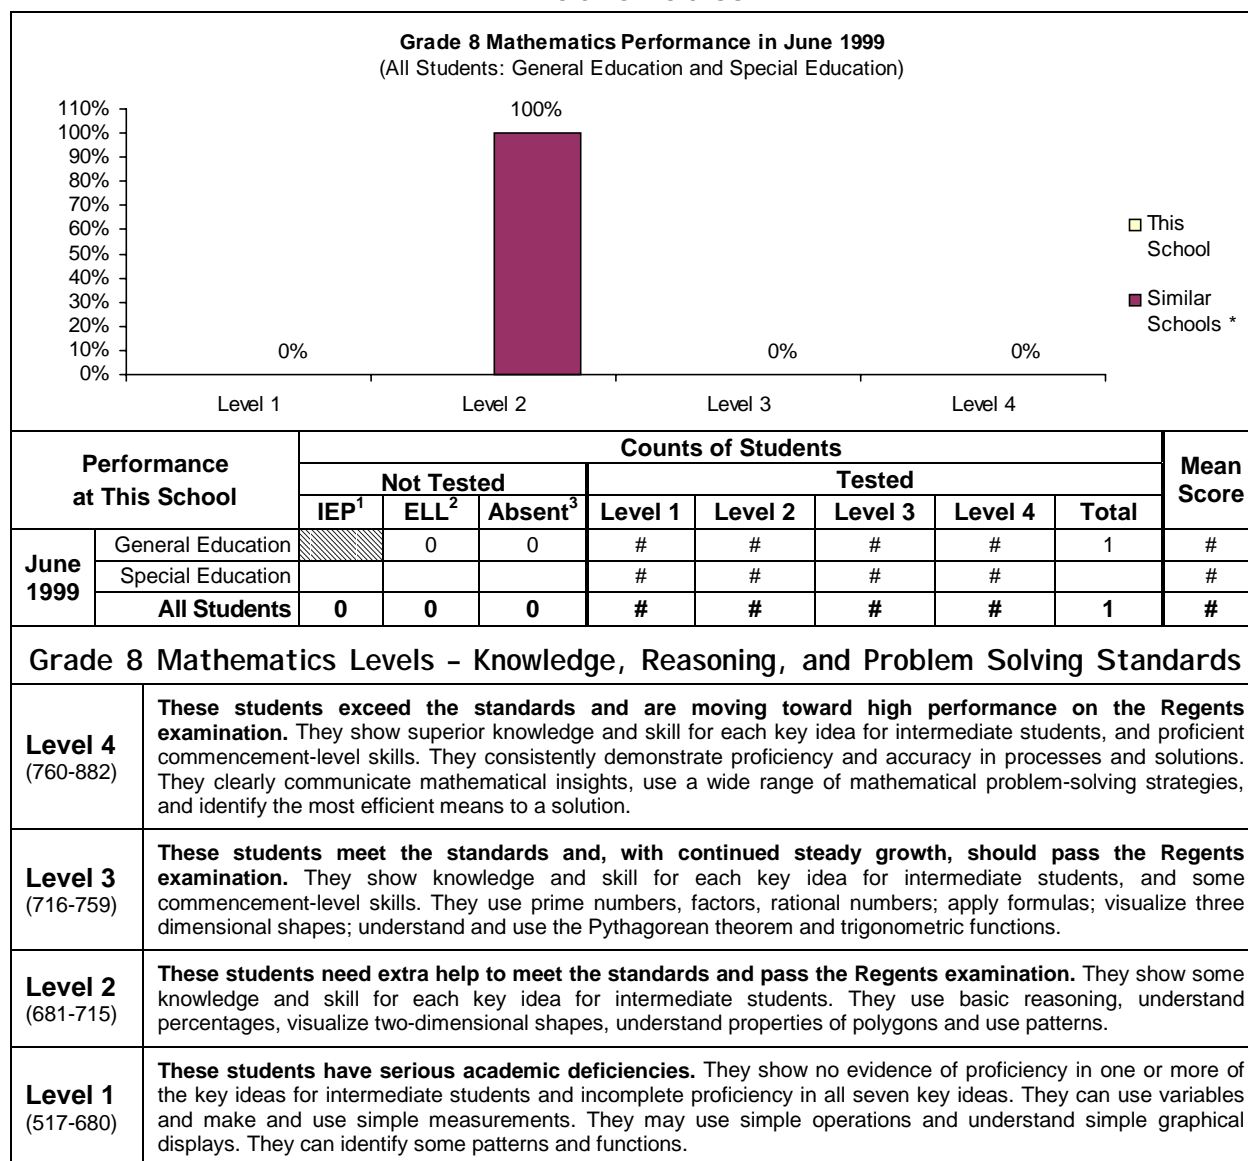 Grade 8 Mathematics Performance in June 1999
(All Students: General Education and Special Education)
110%
100%
90%
80%
70%
60%
50%
40%
30%
20%
10%
0%
0%
100%
0%
0%
Level 1
Level 2
Level 3
Level 4
This
School
Similar
Schools *
Performance
at This School
Counts of Students
Mean
Score
Not Tested
Tested
IEP1 ELL2 Absent3 Level 1 Level 2 Level 3 Level 4 Total
June
1999
General Education 0 0 # # # # 1 #
Special Education # # # # #
All Students 0 0 0 # # # # 1 #
Grade 8 Mathematics Levels – Knowledge, Reasoning, and Problem Solving Standards
Level 4
(760-882)
These students exceed the standards and are moving toward high performance on the Regents
examination. They show superior knowledge and skill for each key idea for intermediate students, and proficient
commencement-level skills. They consistently demonstrate proficiency and accuracy in processes and solutions.
They clearly communicate mathematical insights, use a wide range of mathematical problem-solving strategies,
and identify the most efficient means to a solution.
Level 3
(716-759)
These students meet the standards and, with continued steady growth, should pass the Regents
examination. They show knowledge and skill for each key idea for intermediate students, and some
commencement-level skills. They use prime numbers, factors, rational numbers; apply formulas; visualize three
dimensional shapes; understand and use the Pythagorean theorem and trigonometric functions.
Level 2
(681-715)
These students need extra help to meet the standards and pass the Regents examination. They show some
knowledge and skill for each key idea for intermediate students. They use basic reasoning, understand
percentages, visualize two-dimensional shapes, understand properties of polygons and use patterns.
Level 1
(517-680)
These students have serious academic deficiencies. They show no evidence of proficiency in one or more of
the key ideas for intermediate students and incomplete proficiency in all seven key ideas. They can use variables
and make and use simple measurements. They may use simple operations and understand simple graphical
displays. They can identify some patterns and functions.